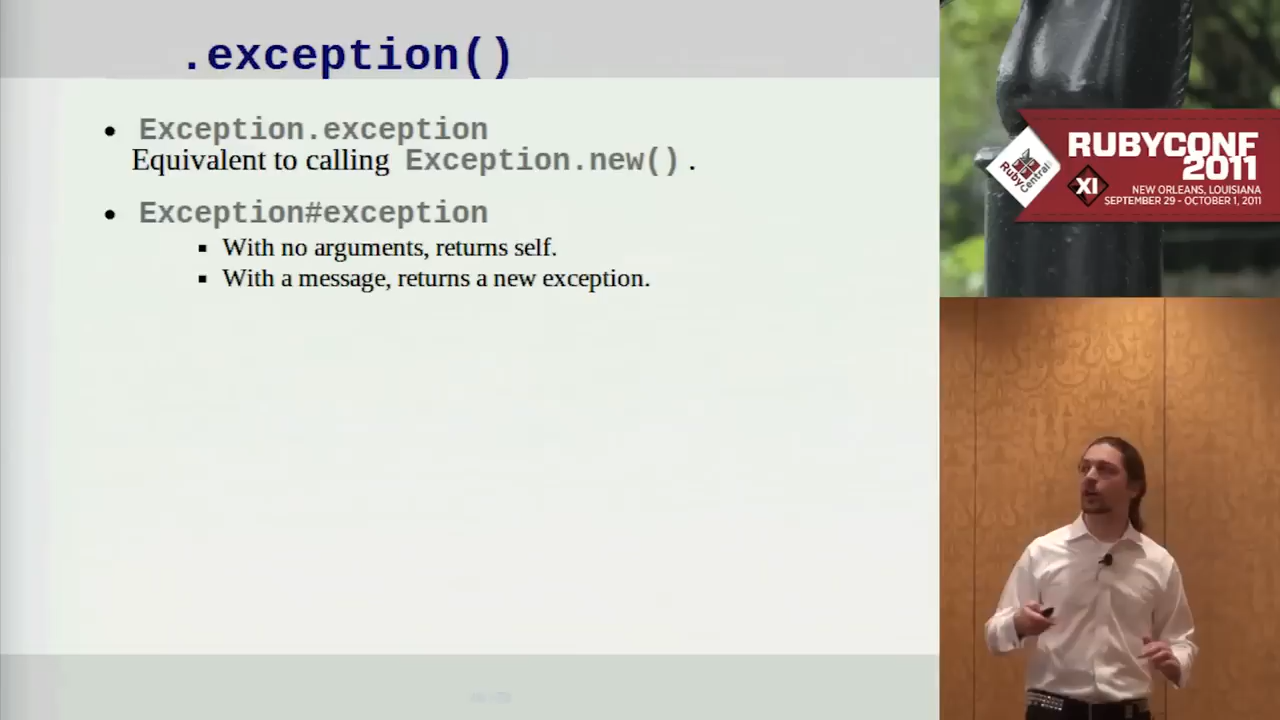 .exception()
• Exception.exception
Equivalent to calling Exception.new() .
• Exception#exception
▪ With no arguments, returns self.
▪ With a message, returns a new exception.
RUBYCONF
2011
RubyCentral
XI
NEW ORLEANS, LOUISIANA
SEPTEMBER 29 - OCTOBER 1, 2011